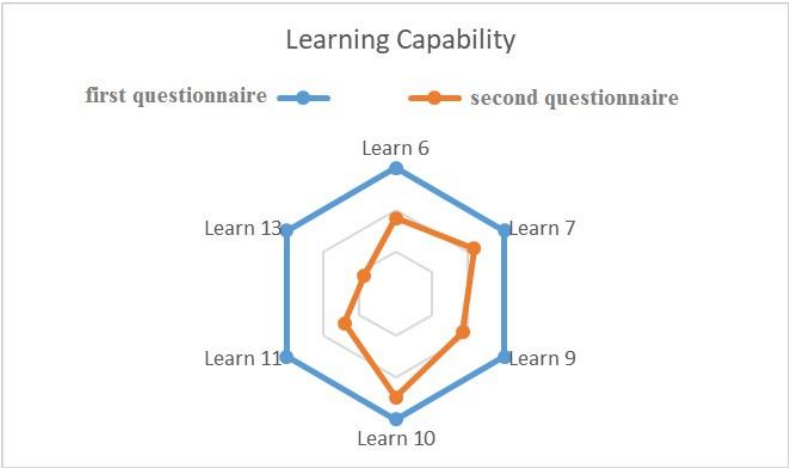 Learning Capability
first questionnaire
second questionnaire
Learn 6
Learn 13
Learn 7
Learn 11
Learn 9
Learn 10